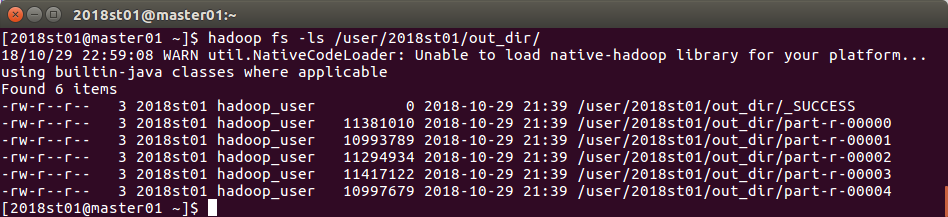 2018st01@master01:~
[2018st01@master01 ~]$ hadoop fs -ls /user/2018st01/out_dir/
18/10/29 22:59:08 WARN util.NativeCodeLoader: Unable to load native-hadoop library for your platform...
using builtin-java classes where applicable
Found 6 items
-rw-r--r--   3 2018st01 hadoop_user          0 2018-10-29 21:39 /user/2018st01/out_dir/_SUCCESS
-rw-r--r--   3 2018st01 hadoop_user   11381010 2018-10-29 21:39 /user/2018st01/out_dir/part-r-00000
-rw-r--r--   3 2018st01 hadoop_user   10993789 2018-10-29 21:39 /user/2018st01/out_dir/part-r-00001
-rw-r--r--   3 2018st01 hadoop_user   11294934 2018-10-29 21:39 /user/2018st01/out_dir/part-r-00002
-rw-r--r--   3 2018st01 hadoop_user   11417122 2018-10-29 21:39 /user/2018st01/out_dir/part-r-00003
-rw-r--r--   3 2018st01 hadoop_user   10997679 2018-10-29 21:39 /user/2018st01/out_dir/part-r-00004
[2018st01@master01 ~]$